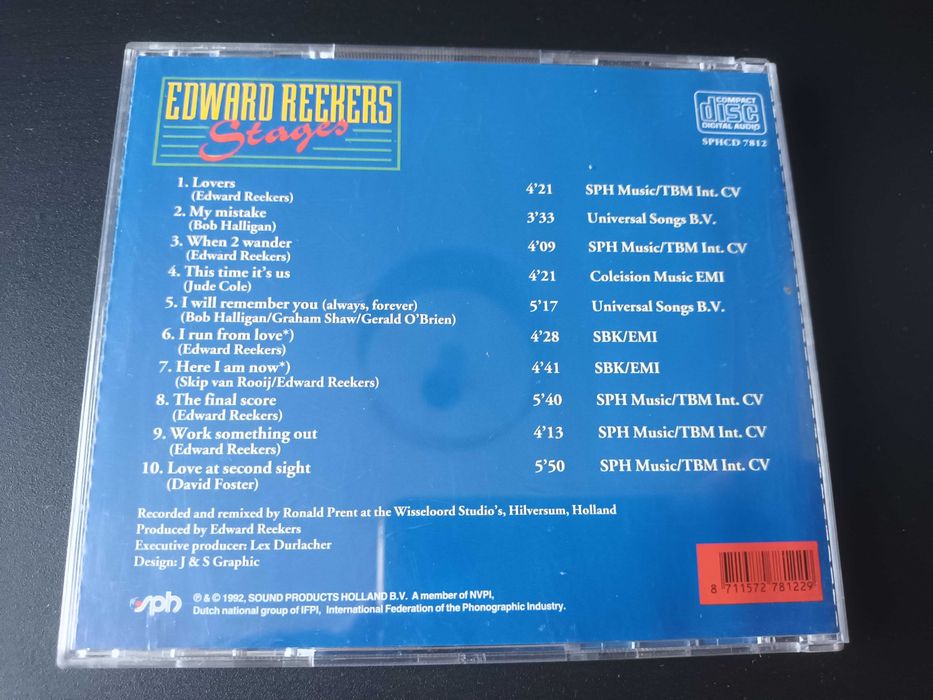 EDWARD REEKERS
Stages
COMPACT
disc
DIGITAL AUDIO
SPHCD 7812
1. Lovers 4'21 SPH Music/TBM Int. CV
(Edward Reekers)
2. My mistake 3'33 Universal Songs B.V.
(Bob Halligan)
3. When 2 wander 4'09 SPH Music/TBM Int. CV
(Edward Reekers)
4. This time it's us 4'21 Coleision Music EMI
(Jude Cole)
5. I will remember you (always, forever) 5'17 Universal Songs B.V.
(Bob Halligan/Graham Shaw/Gerald O'Brien)
6. I run from love*) 4'28 SBK/EMI
(Edward Reekers)
7. Here I am now*) 4'41 SBK/EMI
(Skip van Rooij/Edward Reekers)
8. The final score 5'40 SPH Music/TBM Int. CV
(Edward Reekers)
9. Work something out 4'13 SPH Music/TBM Int. CV
(Edward Reekers)
10. Love at second sight 5'50 SPH Music/TBM Int. CV
(David Foster)
Recorded and remixed by Ronald Prent at the Wisseloord Studio's, Hilversum, Holland
Produced by Edward Reekers
Executive producer: Lex Durlacher
Design: J & S Graphic
8 711572 781229
sph
℗ & © 1992, SOUND PRODUCTS HOLLAND B.V. A member of NVPI,
Dutch national group of IFPI, International Federation of the Phonographic Industry.